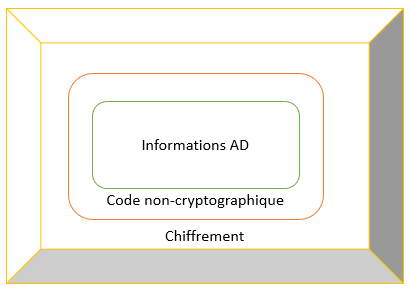 Informations AD
Code non-cryptographique
Chiffrement